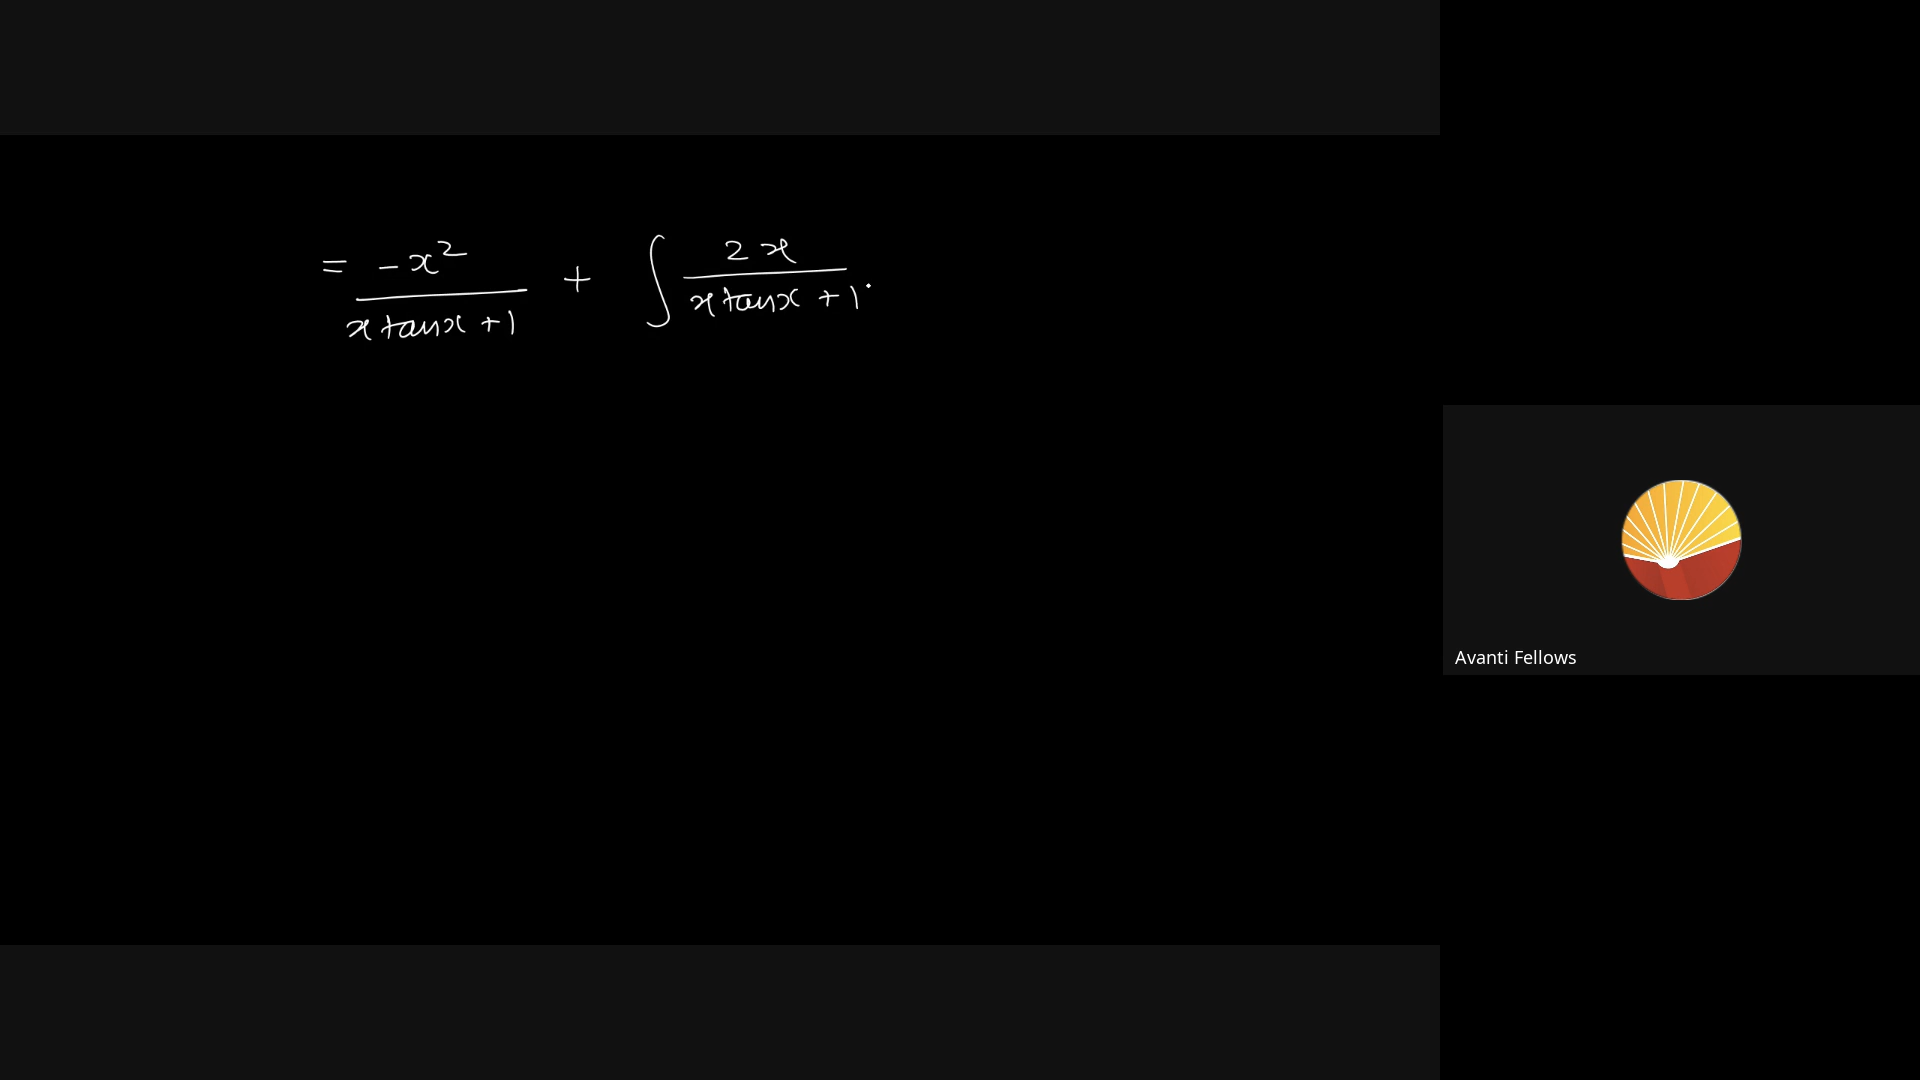 = -x²/(x tanx +1) + ∫ 2x/(x tanx +1)
Avanti Fellows